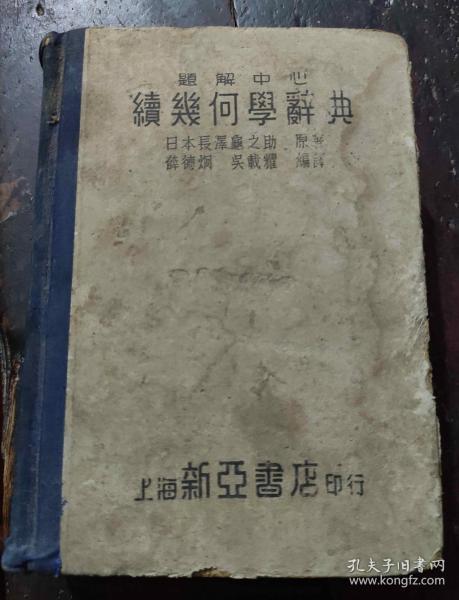 題解中心
續幾何學辭典
日本長澤龜之助 原著
薛德炯 吳載耀 編譯
上海新亞書店印行
孔夫子旧书网
www.kongfz.com